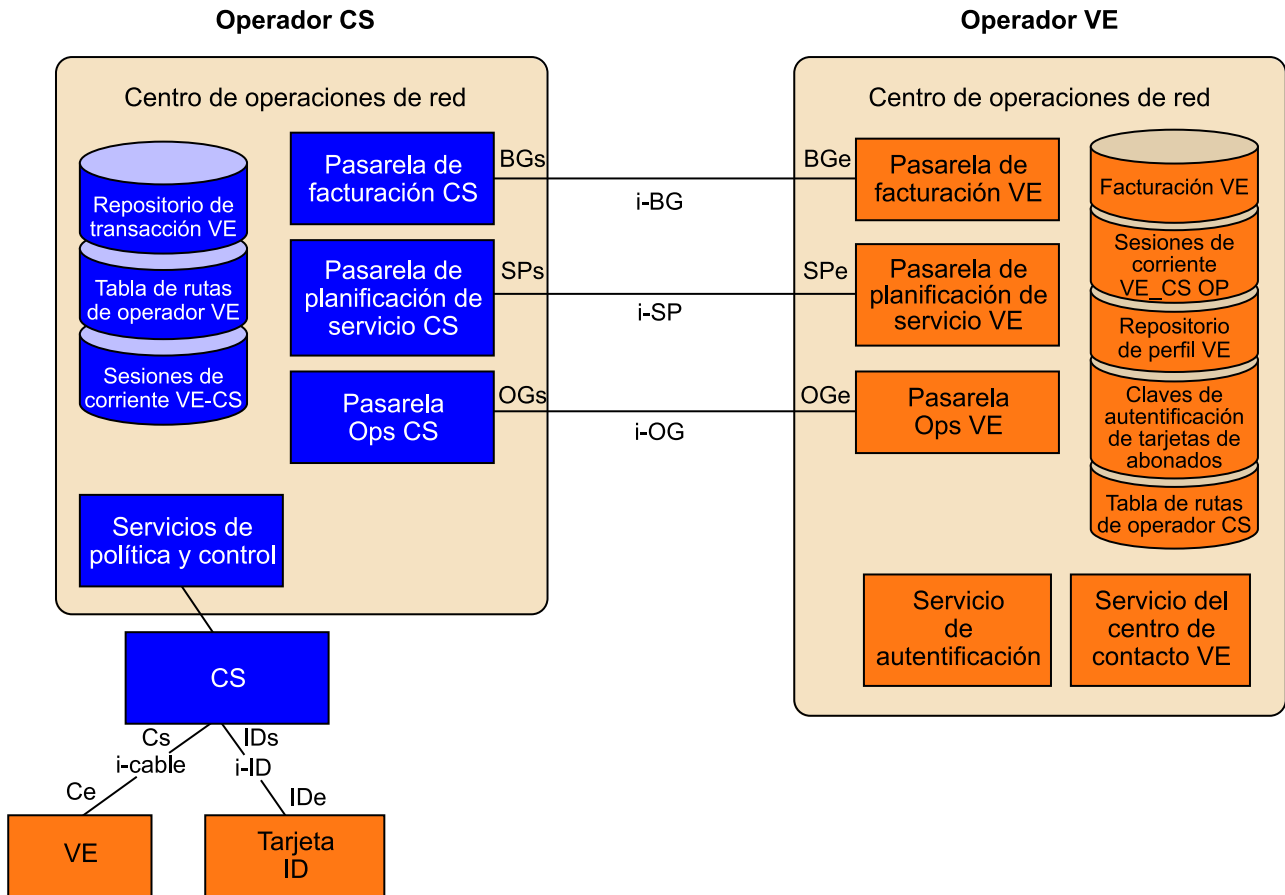 Operador CS
Operador VE
Centro de operaciones de red
Repositorio de
transacción VE
Tabla de rutas
de operador VE
Sesiones de
corriente VE-CS
Pasarela de
facturación CS
Pasarela de
planificación de
servicio CS
Pasarela
Ops CS
Servicios de
política y control
BGs
BGe
i-BG
SPs
SPe
i-SP
OGs
OGe
i-OG
Centro de operaciones de red
Pasarela de
facturación VE
Pasarela de
planificación de
servicio VE
Pasarela
Ops VE
Facturación VE
Sesiones de
corriente
VE_CS OP
Repositorio
de perfil VE
Claves de
autentificación
de tarjetas de
abonados
Tabla de rutas
de operador CS
Servicio
de
autentificación
Servicio del
centro de
contacto VE
CS
Cs
IDs
i-cable
i-ID
Ce
IDe
VE
Tarjeta
ID